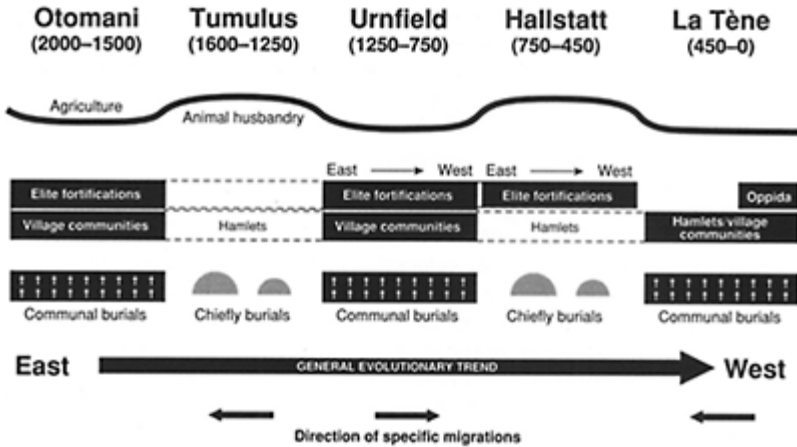 Otomani Tumulus Urnfield Hallstatt La Tène
(2000–1500) (1600–1250) (1250–750) (750–450) (450–0)
Agriculture
Animal husbandry
East West East West
Elite fortifications Elite fortifications Elite fortifications Oppida
Village communities Hamlets Village communities Hamlets Hamlets/village
communities
Communal burials Chiefly burials Communal burials Chiefly burials Communal burials
East GENERAL EVOLUTIONARY TREND West
Direction of specific migrations